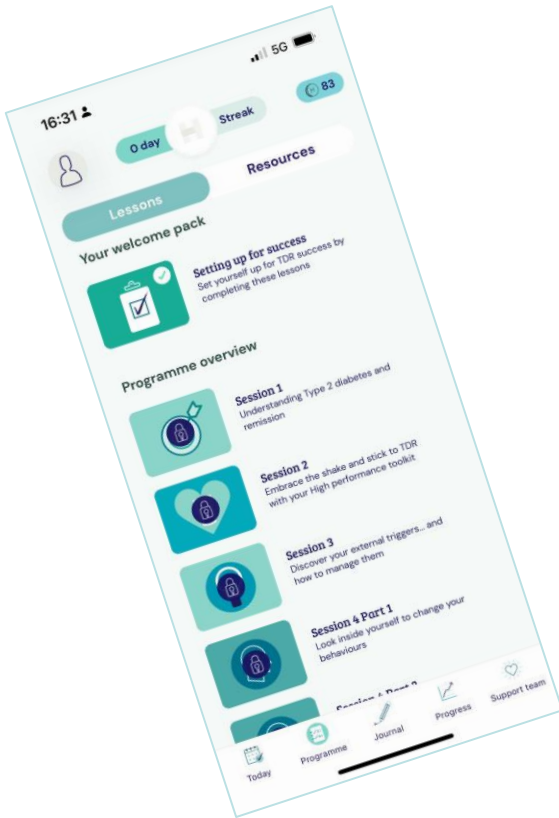 16:31
5G
83
0 day
Streak
Lessons
Resources
Your welcome pack
Setting up for success
Set yourself up for TDR success by
completing these lessons
Programme overview
Session 1
Understanding Type 2 diabetes and
remission
Session 2
Embrace the shake and stick to TDR
with your High performance toolkit
Session 3
Discover your external triggers... and
how to manage them
Session 4 Part 1
Look inside yourself to change your
behaviours
Session 4 Part 2
Today
Programme
Journal
Progress
Support team